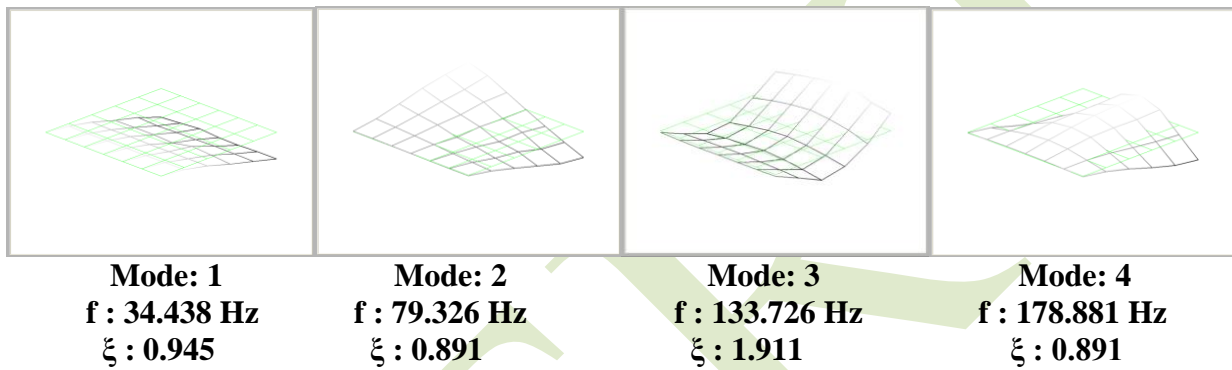 Mode: 1
f : 34.438 Hz
ξ : 0.945
Mode: 2
f : 79.326 Hz
ξ : 0.891
Mode: 3
f : 133.726 Hz
ξ : 1.911
Mode: 4
f : 178.881 Hz
ξ : 0.891